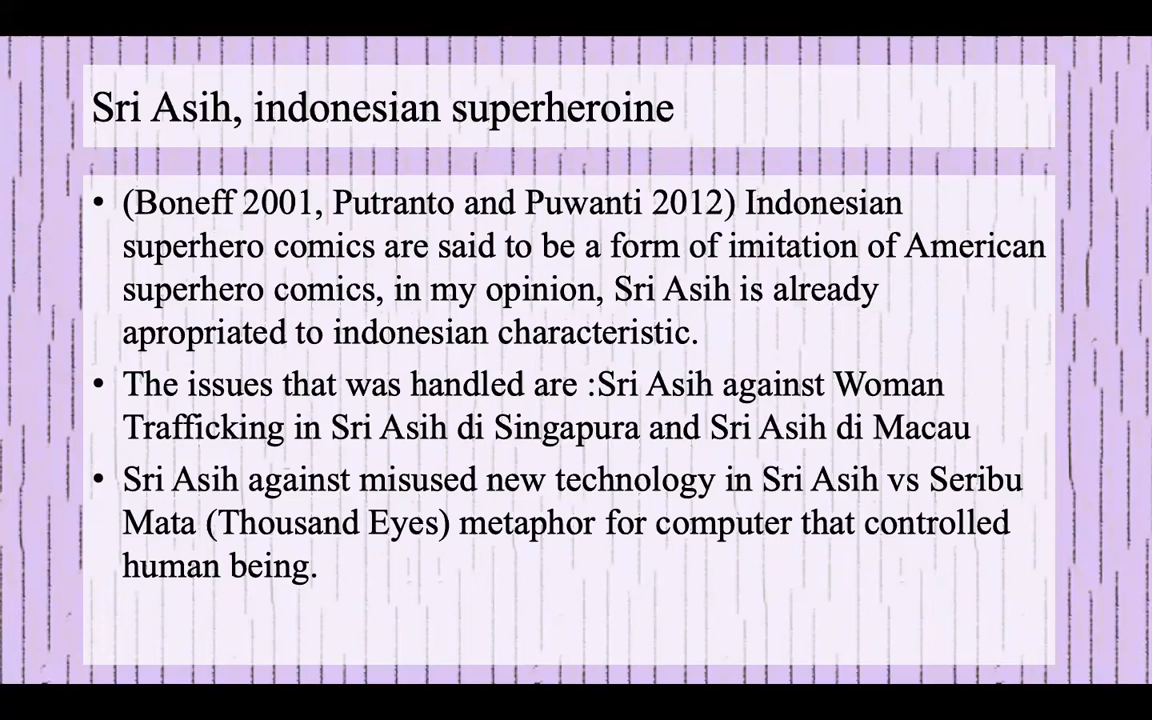 Sri Asih, indonesian superheroine
• (Boneff 2001, Putranto and Puwanti 2012) Indonesian
superhero comics are said to be a form of imitation of American
superhero comics, in my opinion, Sri Asih is already
apropriated to indonesian characteristic.
• The issues that was handled are :Sri Asih against Woman
Trafficking in Sri Asih di Singapura and Sri Asih di Macau
• Sri Asih against misused new technology in Sri Asih vs Seribu
Mata (Thousand Eyes) metaphor for computer that controlled
human being.